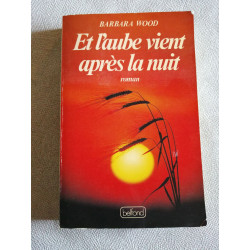 BARBARA WOOD
Et l'aube vient
après la nuit
roman
belfond